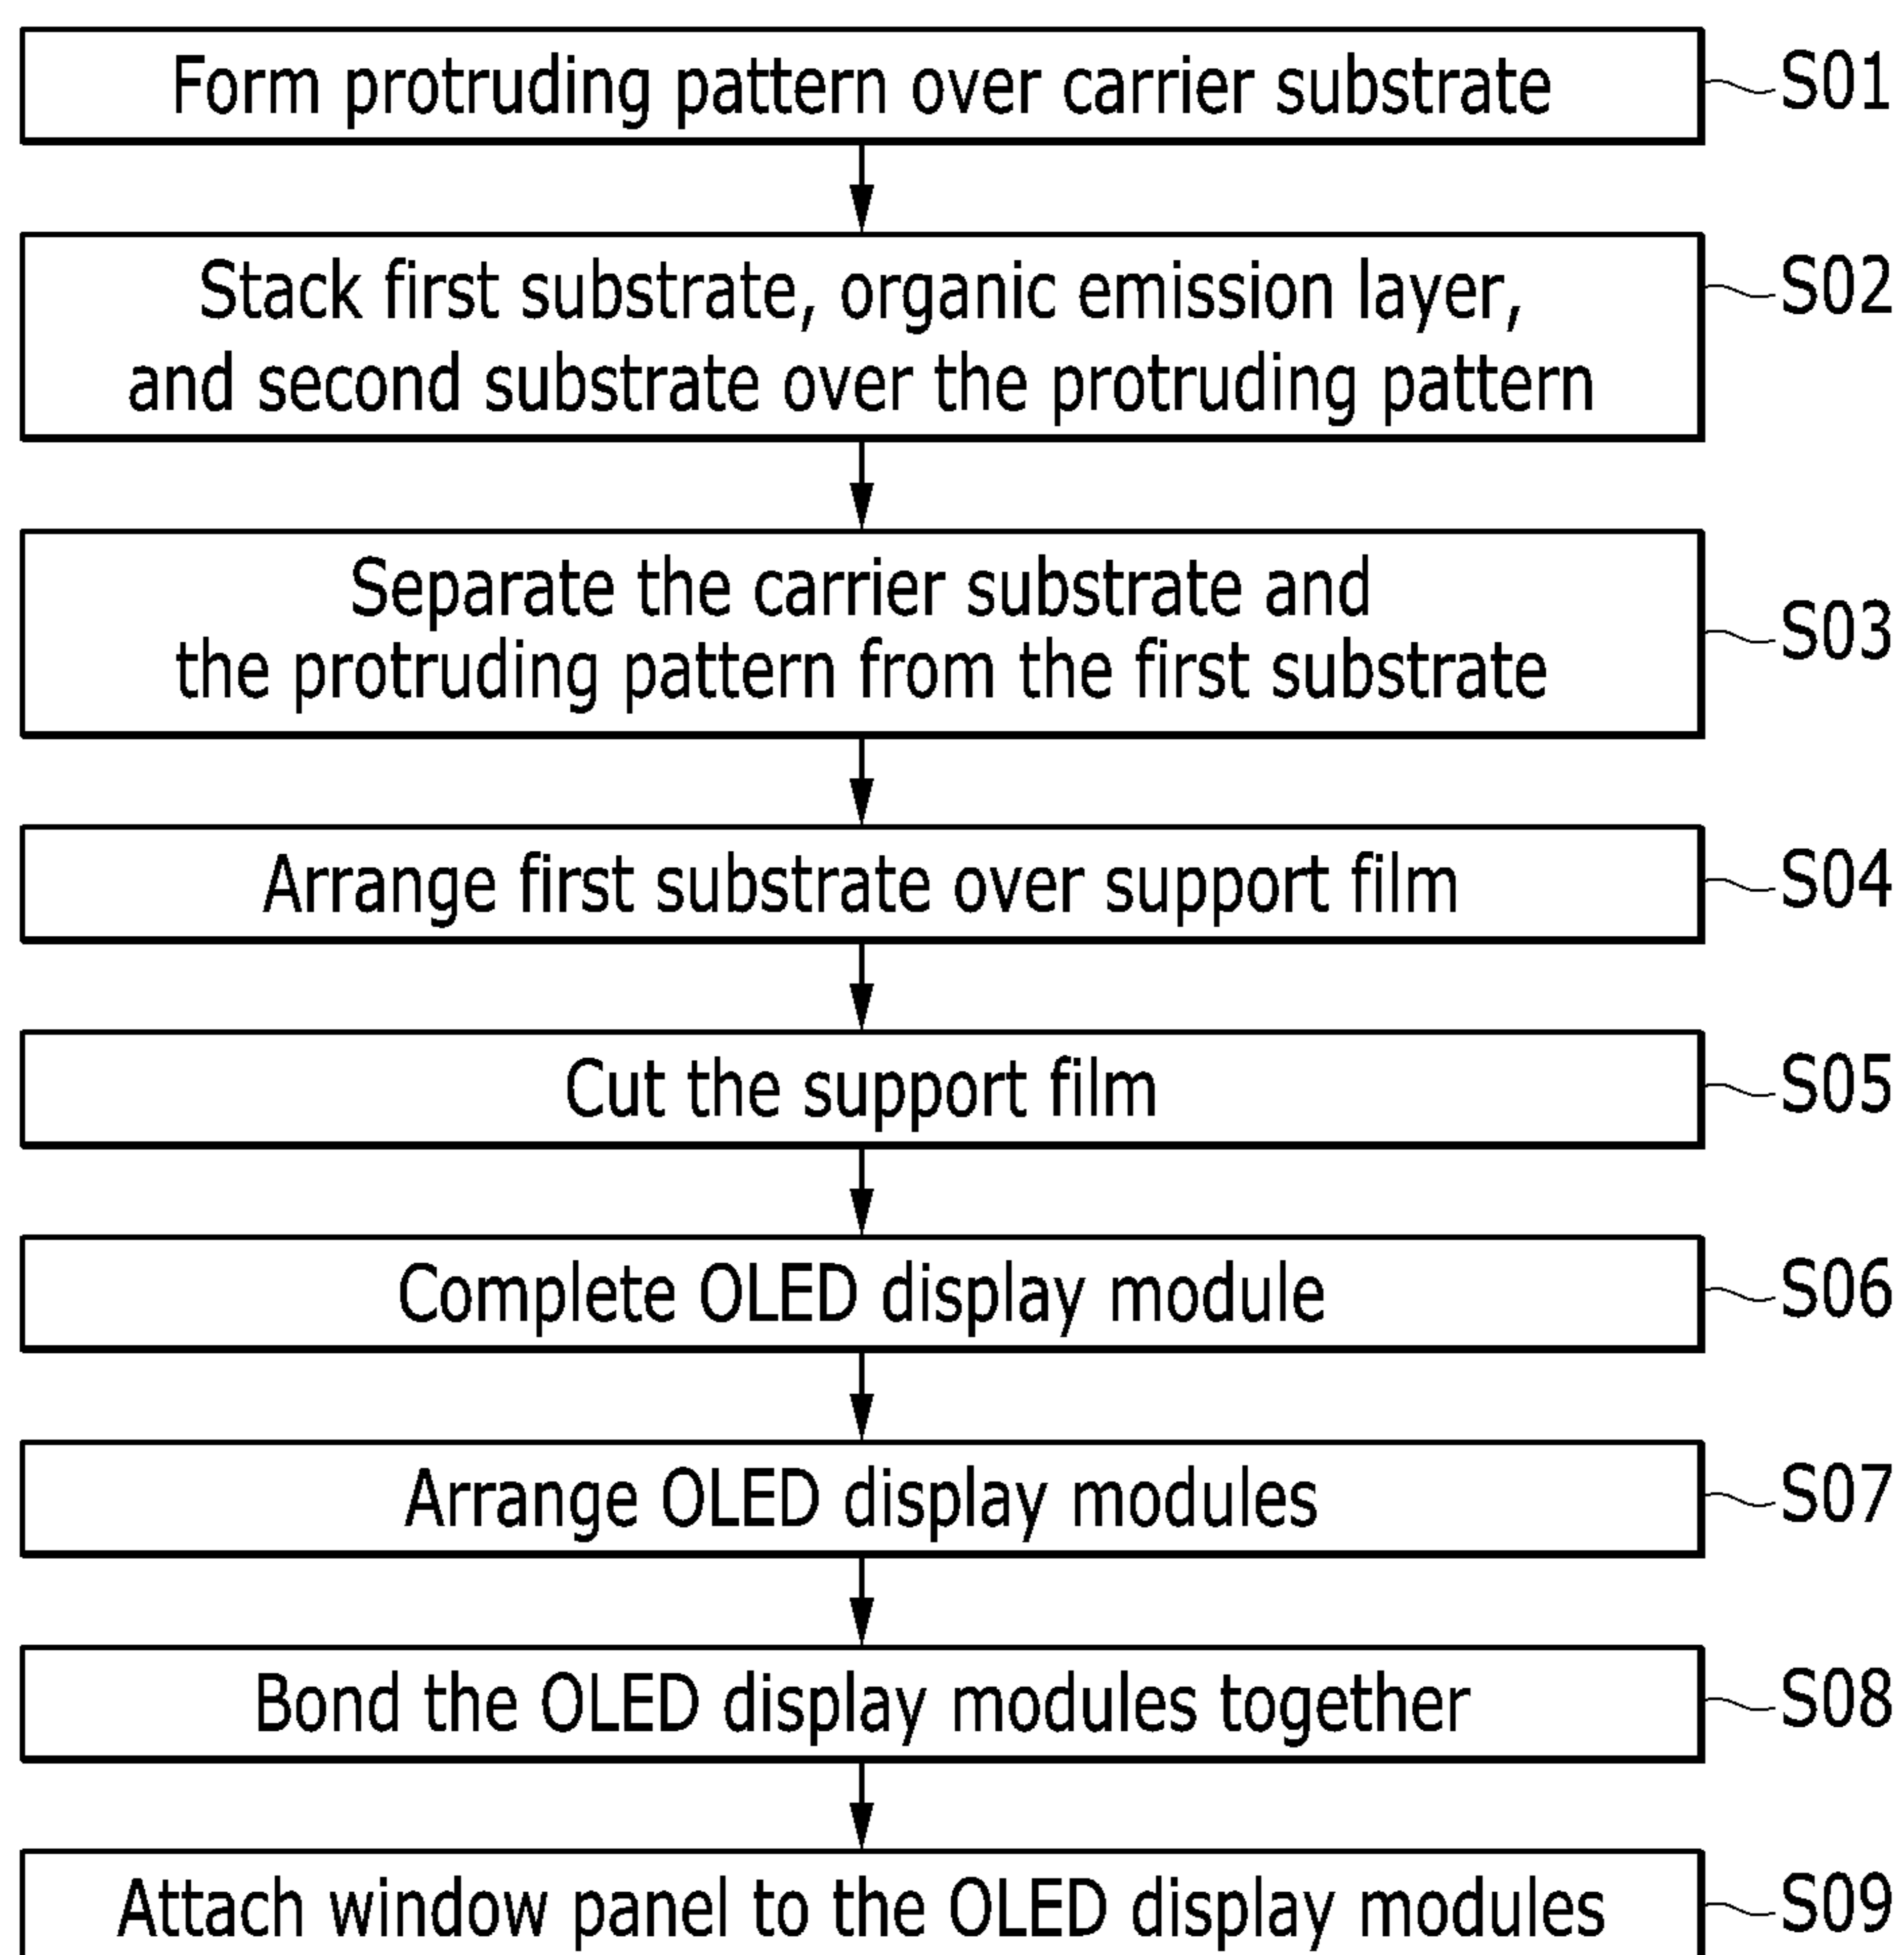 Form protruding pattern over carrier substrate
S01
Stack first substrate, organic emission layer,
and second substrate over the protruding pattern
S02
Separate the carrier substrate and
the protruding pattern from the first substrate
S03
Arrange first substrate over support film
S04
Cut the support film
S05
Complete OLED display module
S06
Arrange OLED display modules
S07
Bond the OLED display modules together
S08
Attach window panel to the OLED display modules
S09